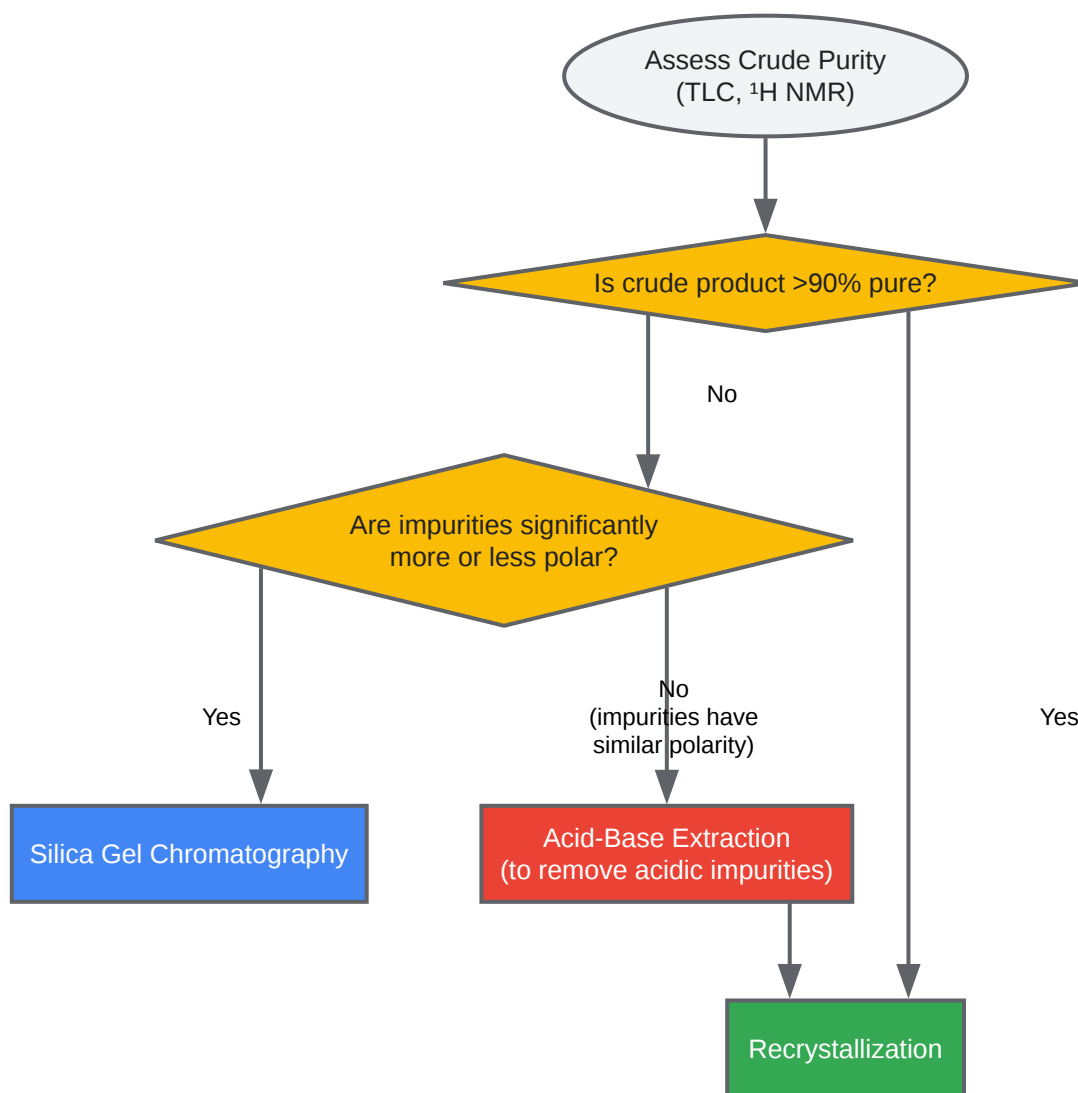 Assess Crude Purity
(TLC, ¹H NMR)
Is crude product >90% pure?
No
Are impurities significantly
more or less polar?
Yes
No
(impurities have
similar polarity)
Yes
Silica Gel Chromatography
Acid-Base Extraction
(to remove acidic impurities)
Recrystallization